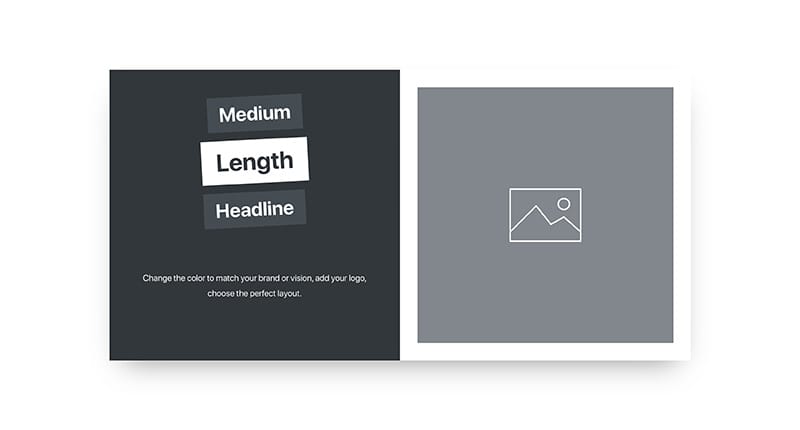 Medium
Length
Headline
Change the color to match your brand or vision, add your logo,
choose the perfect layout.